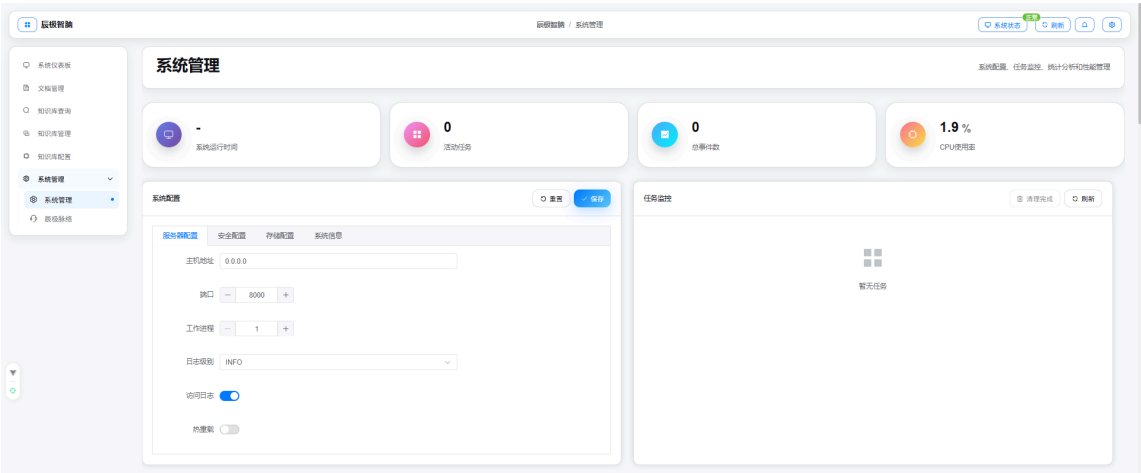 辰极智脑
辰极智脑 / 系统管理
系统状态
正常
刷新
系统仪表板
文档管理
知识库查询
知识库管理
知识库配置
系统管理
系统管理
辰极脉络
系统管理
系统配置、任务监控、统计分析和性能管理
-
系统运行时间
0
活动任务
0
总事件数
1.9 %
CPU使用率
系统配置
重置
保存
服务器配置 安全配置 存储配置 系统信息
主机地址 0.0.0.0
端口 8000
工作进程 1
日志级别 INFO
访问日志
热重载
任务监控
清理完成
刷新
暂无任务